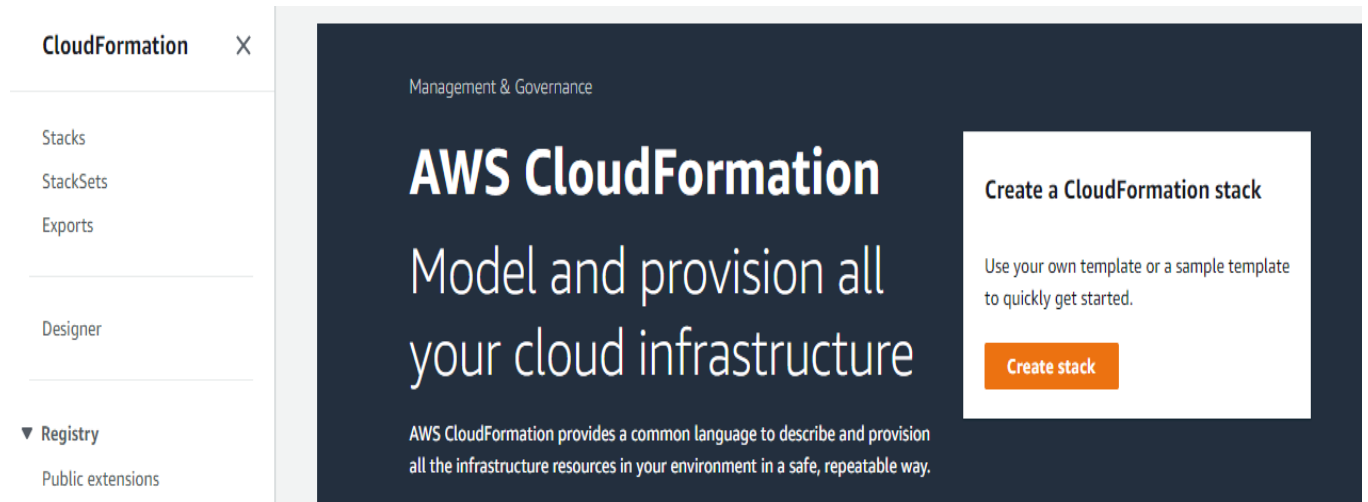 CloudFormation
Stacks
StackSets
Exports
Designer
Registry
Public extensions
Management & Governance
AWS CloudFormation
Model and provision all
your cloud infrastructure
AWS CloudFormation provides a common language to describe and provision
all the infrastructure resources in your environment in a safe, repeatable way.
Create a CloudFormation stack
Use your own template or a sample template
to quickly get started.
Create stack